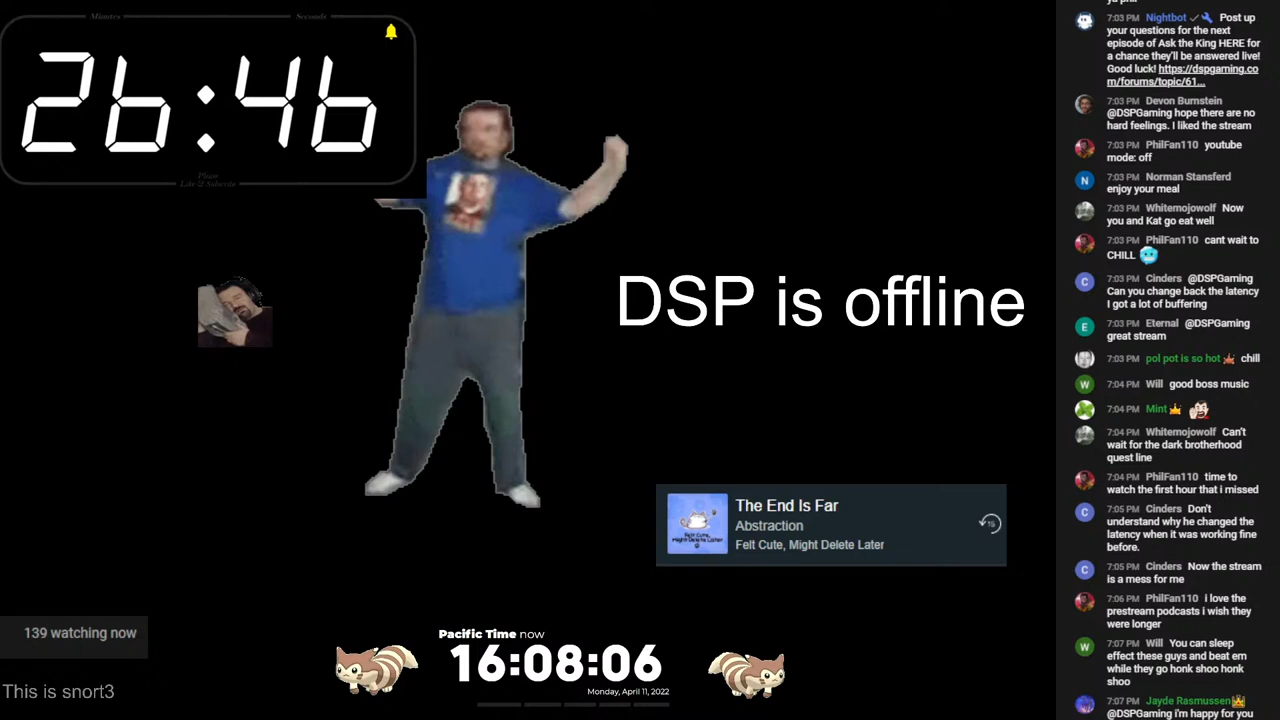 Minutes
Seconds
26:46
Please
Like & Subscribe
DSP is offline
The End Is Far
Abstraction
Felt Cute, Might Delete Later
Felt Cute,
Might Delete Later
15
139 watching now
This is snort3
Pacific Time now
16:08:06
Monday, April 11, 2022
7:03 PM Nightbot Post up
your questions for the next
episode of Ask the King HERE for
a chance they'll be answered live!
Good luck! https://dspgaming.co
m/forums/topic/61...
7:03 PM Devon Burnstein
@DSPGaming hope there are no
hard feelings. I liked the stream
7:03 PM PhilFan110 youtube
mode: off
N
7:03 PM Norman Stansferd
enjoy your meal
7:03 PM Whitemojowolf Now
you and Kat go eat well
7:03 PM PhilFan110 cant wait to
CHILL
C
7:03 PM Cinders @DSPGaming
Can you change back the latency
I got a lot of buffering
E
7:03 PM Eternal @DSPGaming
great stream
7:03 PM pol pot is so hot chill
W
7:04 PM Will good boss music
7:04 PM Mint
7:04 PM Whitemojowolf Can't
wait for the dark brotherhood
quest line
7:04 PM PhilFan110 time to
watch the first hour that i missed
C
7:05 PM Cinders Don't
understand why he changed the
latency when it was working fine
before.
C
7:05 PM Cinders Now the stream
is a mess for me
7:06 PM PhilFan110 i love the
prestream podcasts i wish they
were longer
W
7:07 PM Will You can sleep
effect these guys and beat em
while they go honk shoo honk
shoo
7:07 PM Jayde Rasmussen
@DSPGaming i'm happy for you